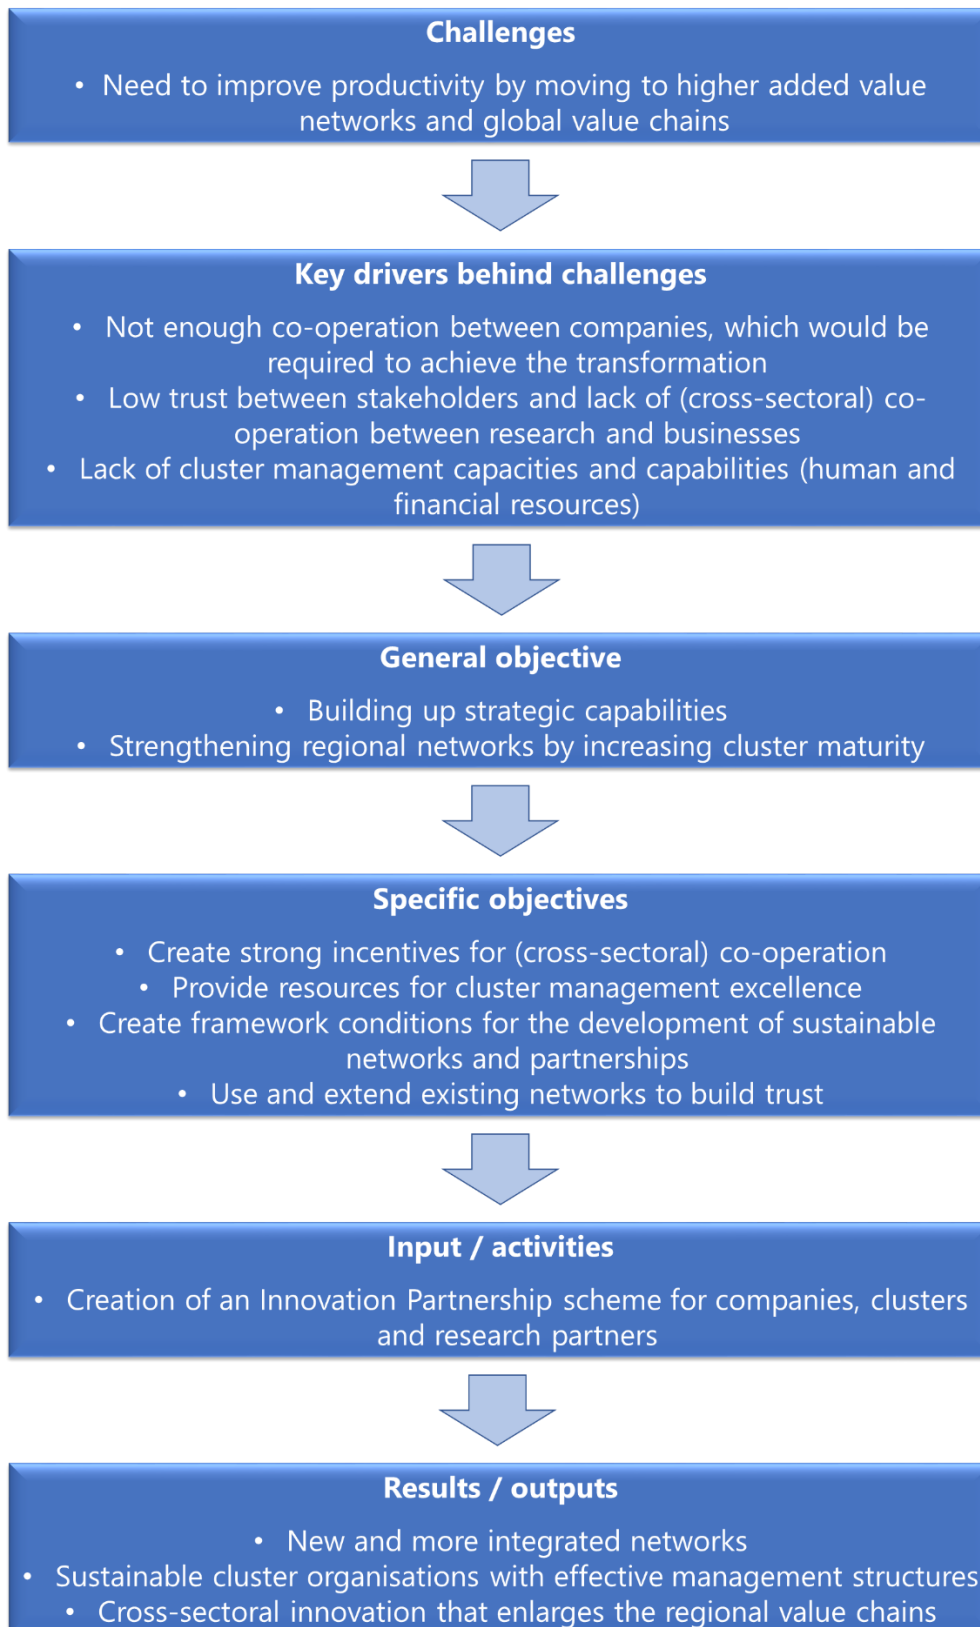 Challenges
• Need to improve productivity by moving to higher added value
networks and global value chains
Key drivers behind challenges
• Not enough co-operation between companies, which would be
required to achieve the transformation
• Low trust between stakeholders and lack of (cross-sectoral) co-
operation between research and businesses
• Lack of cluster management capacities and capabilities (human and
financial resources)
General objective
• Building up strategic capabilities
• Strengthening regional networks by increasing cluster maturity
Specific objectives
• Create strong incentives for (cross-sectoral) co-operation
• Provide resources for cluster management excellence
• Create framework conditions for the development of sustainable
networks and partnerships
• Use and extend existing networks to build trust
Input / activities
• Creation of an Innovation Partnership scheme for companies, clusters
and research partners
Results / outputs
• New and more integrated networks
• Sustainable cluster organisations with effective management structures
• Cross-sectoral innovation that enlarges the regional value chains